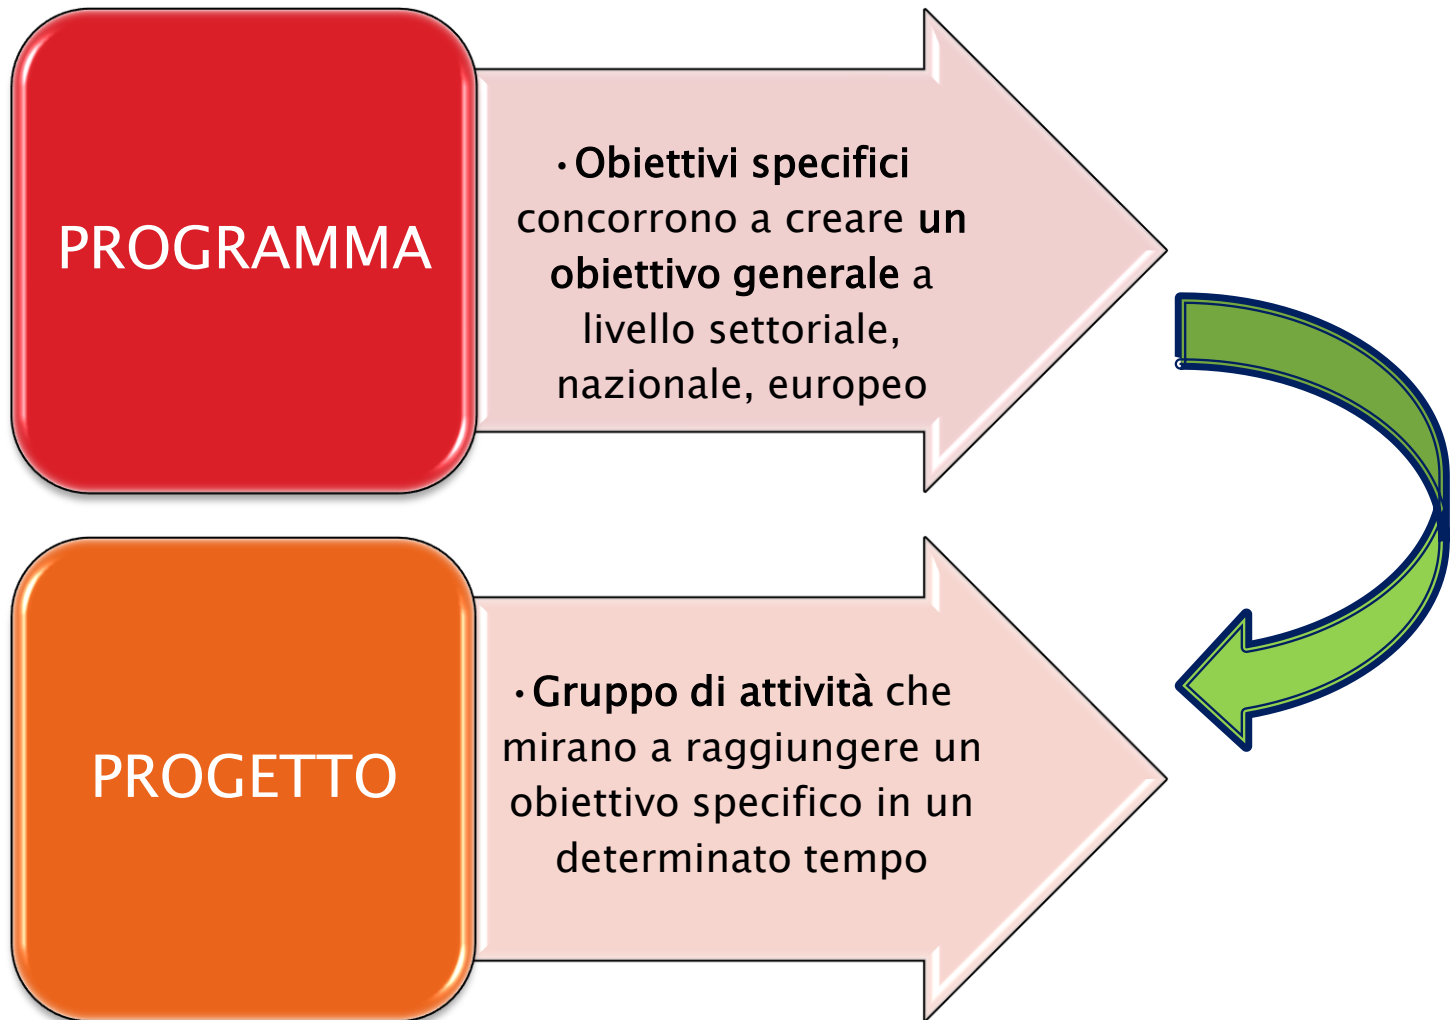 PROGRAMMA
•Obiettivi specifici
concorrono a creare un
obiettivo generale a
livello settoriale,
nazionale, europeo
PROGETTO
•Gruppo di attività che
mirano a raggiungere un
obiettivo specifico in un
determinato tempo